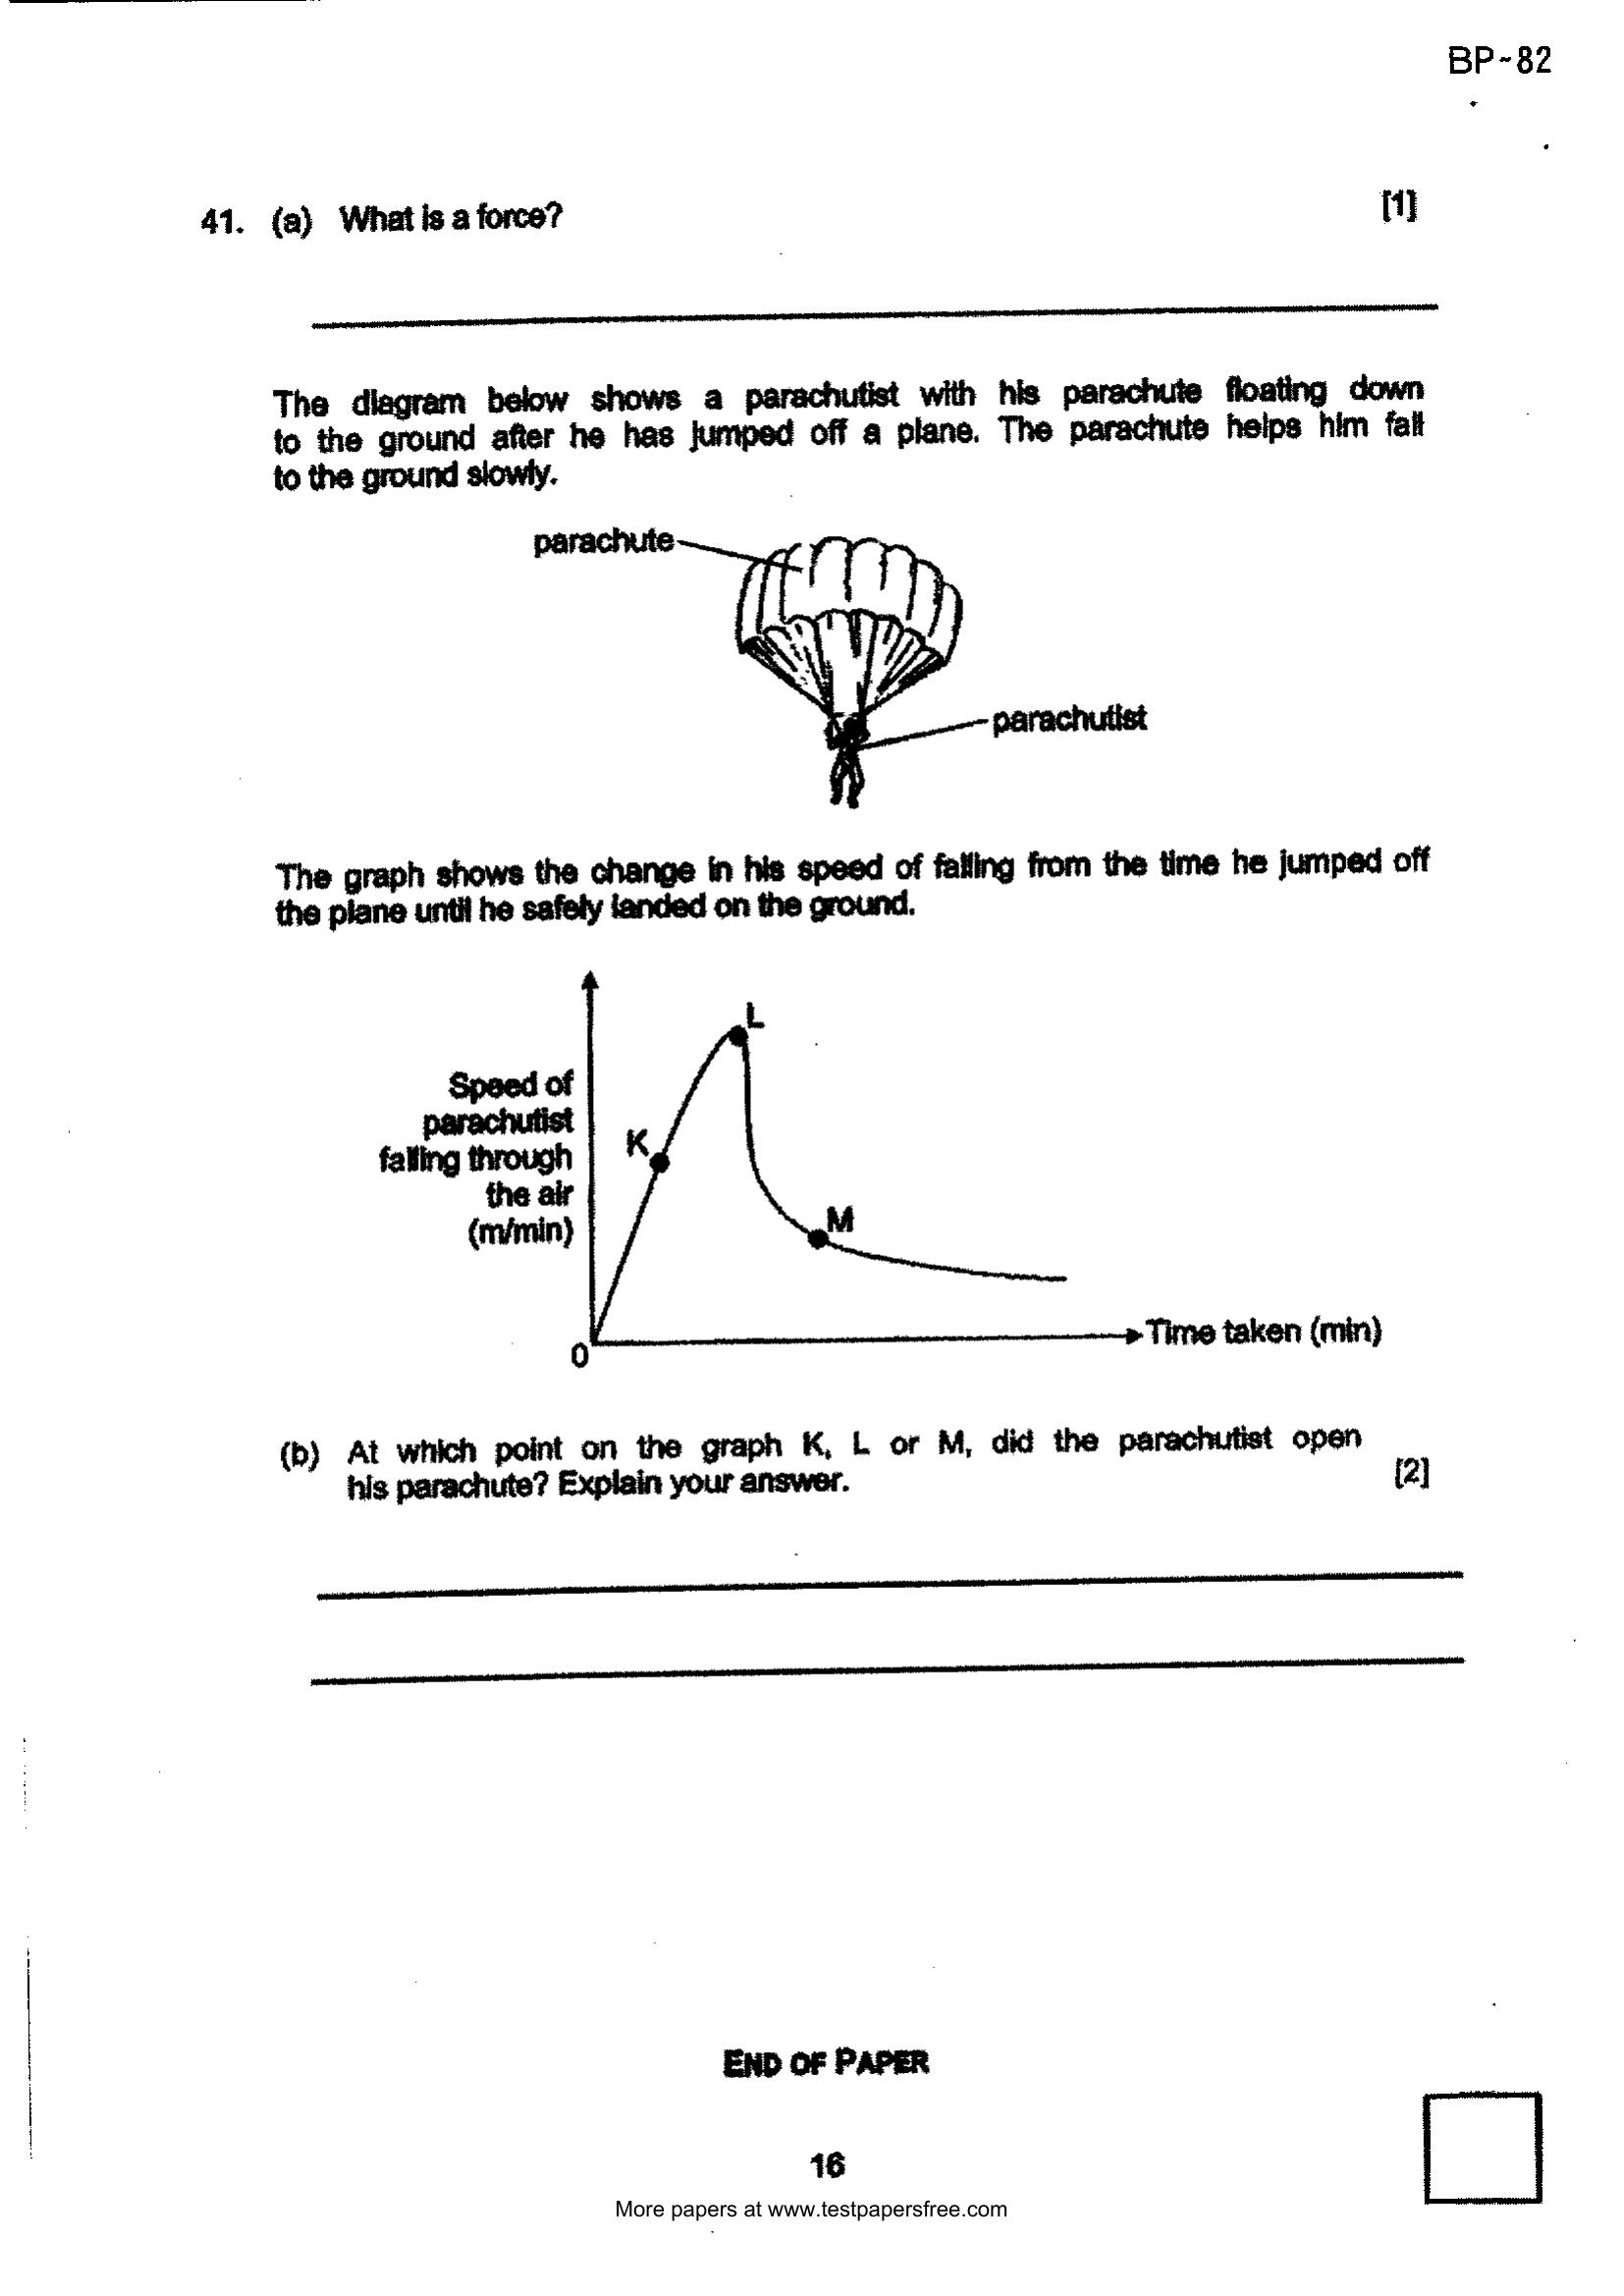 BP-82
41. (a) What is a force? [1]
The diagram below shows a parachutist with his parachute floating down
to the ground after he has jumped off a plane. The parachute helps him fall
to the ground slowly.
parachute
parachutist
The graph shows the change in his speed of falling from the time he jumped off
the plane until he safely landed on the ground.
L
Speed of
parachutist
falling through
the air
(m/min)
K
M
0
Time taken (min)
(b) At which point on the graph K, L or M, did the parachutist open
his parachute? Explain your answer. [2]
END OF PAPER
16
More papers at www.testpapersfree.com